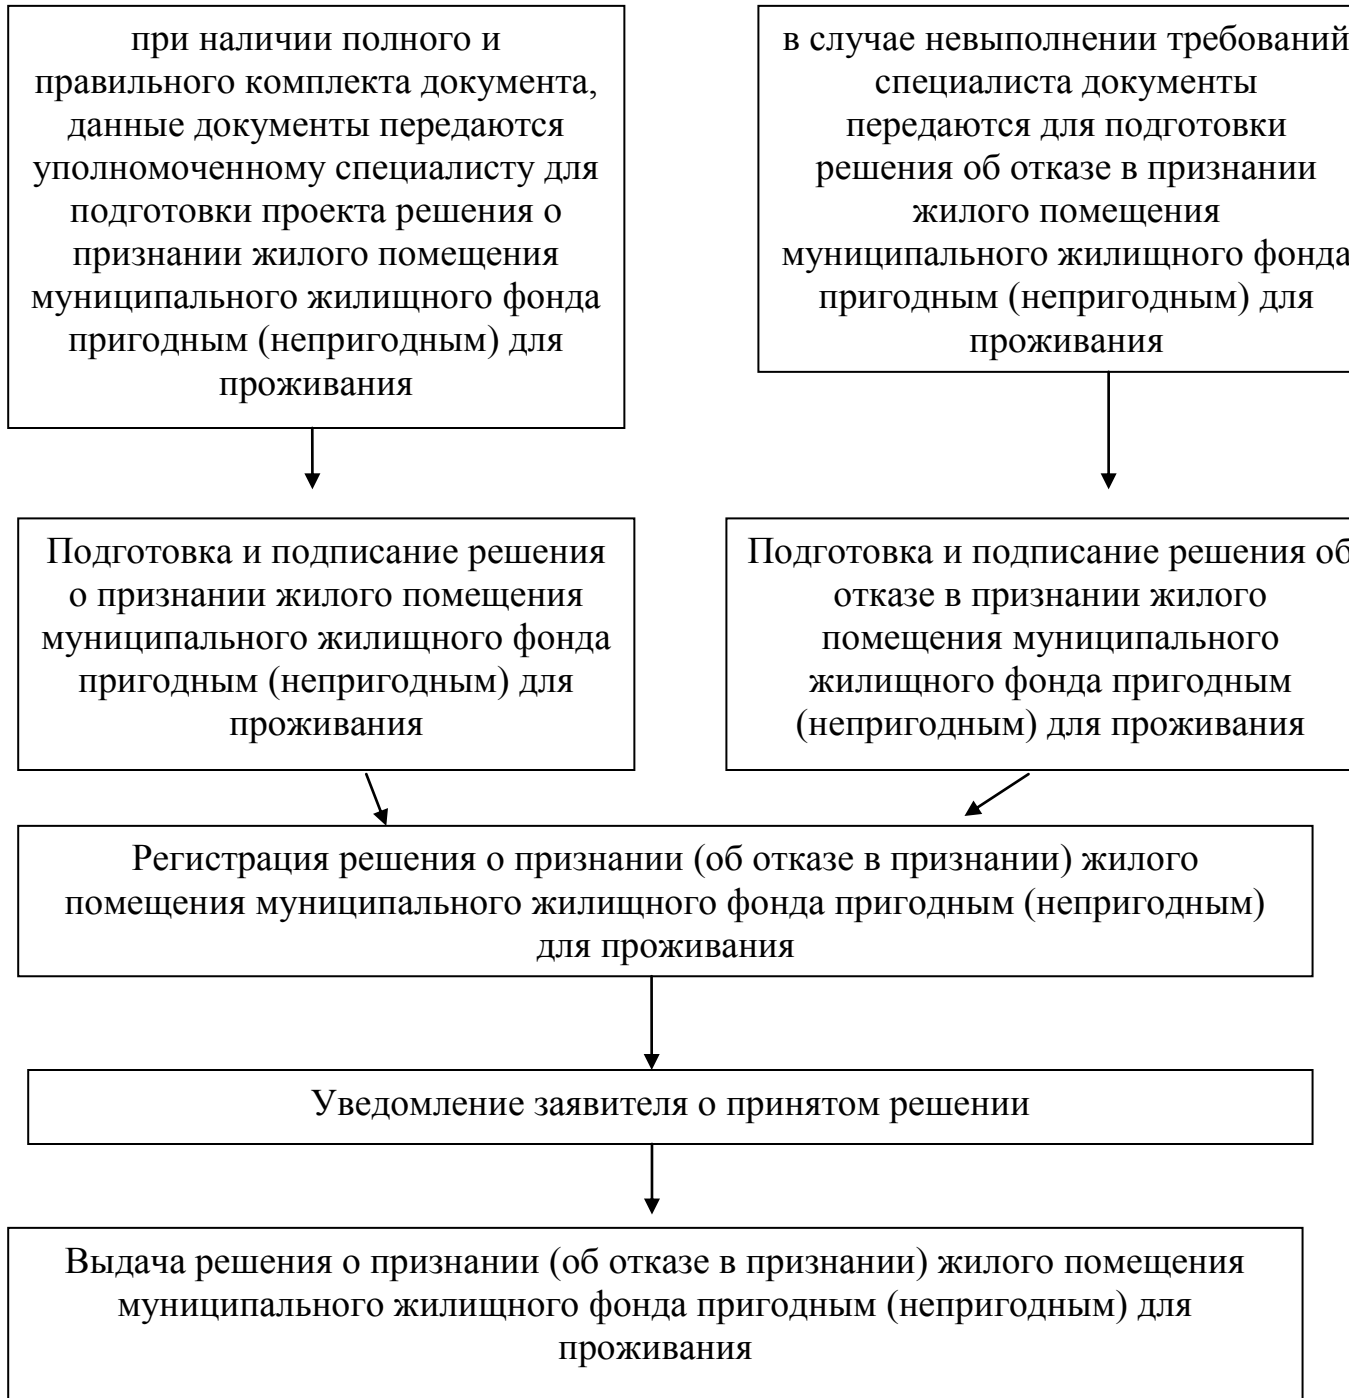 при наличии полного и
правильного комплекта документа,
данные документы передаются
уполномоченному специалисту для
подготовки проекта решения о
признании жилого помещения
муниципального жилищного фонда
пригодным (непригодным) для
проживания
в случае невыполнении требований
специалиста документы
передаются для подготовки
решения об отказе в признании
жилого помещения
муниципального жилищного фонда
пригодным (непригодным) для
проживания
Подготовка и подписание решения
о признании жилого помещения
муниципального жилищного фонда
пригодным (непригодным) для
проживания
Подготовка и подписание решения об
отказе в признании жилого
помещения муниципального
жилищного фонда пригодным
(непригодным) для проживания
Регистрация решения о признании (об отказе в признании) жилого
помещения муниципального жилищного фонда пригодным (непригодным)
для проживания
Уведомление заявителя о принятом решении
Выдача решения о признании (об отказе в признании) жилого помещения
муниципального жилищного фонда пригодным (непригодным) для
проживания